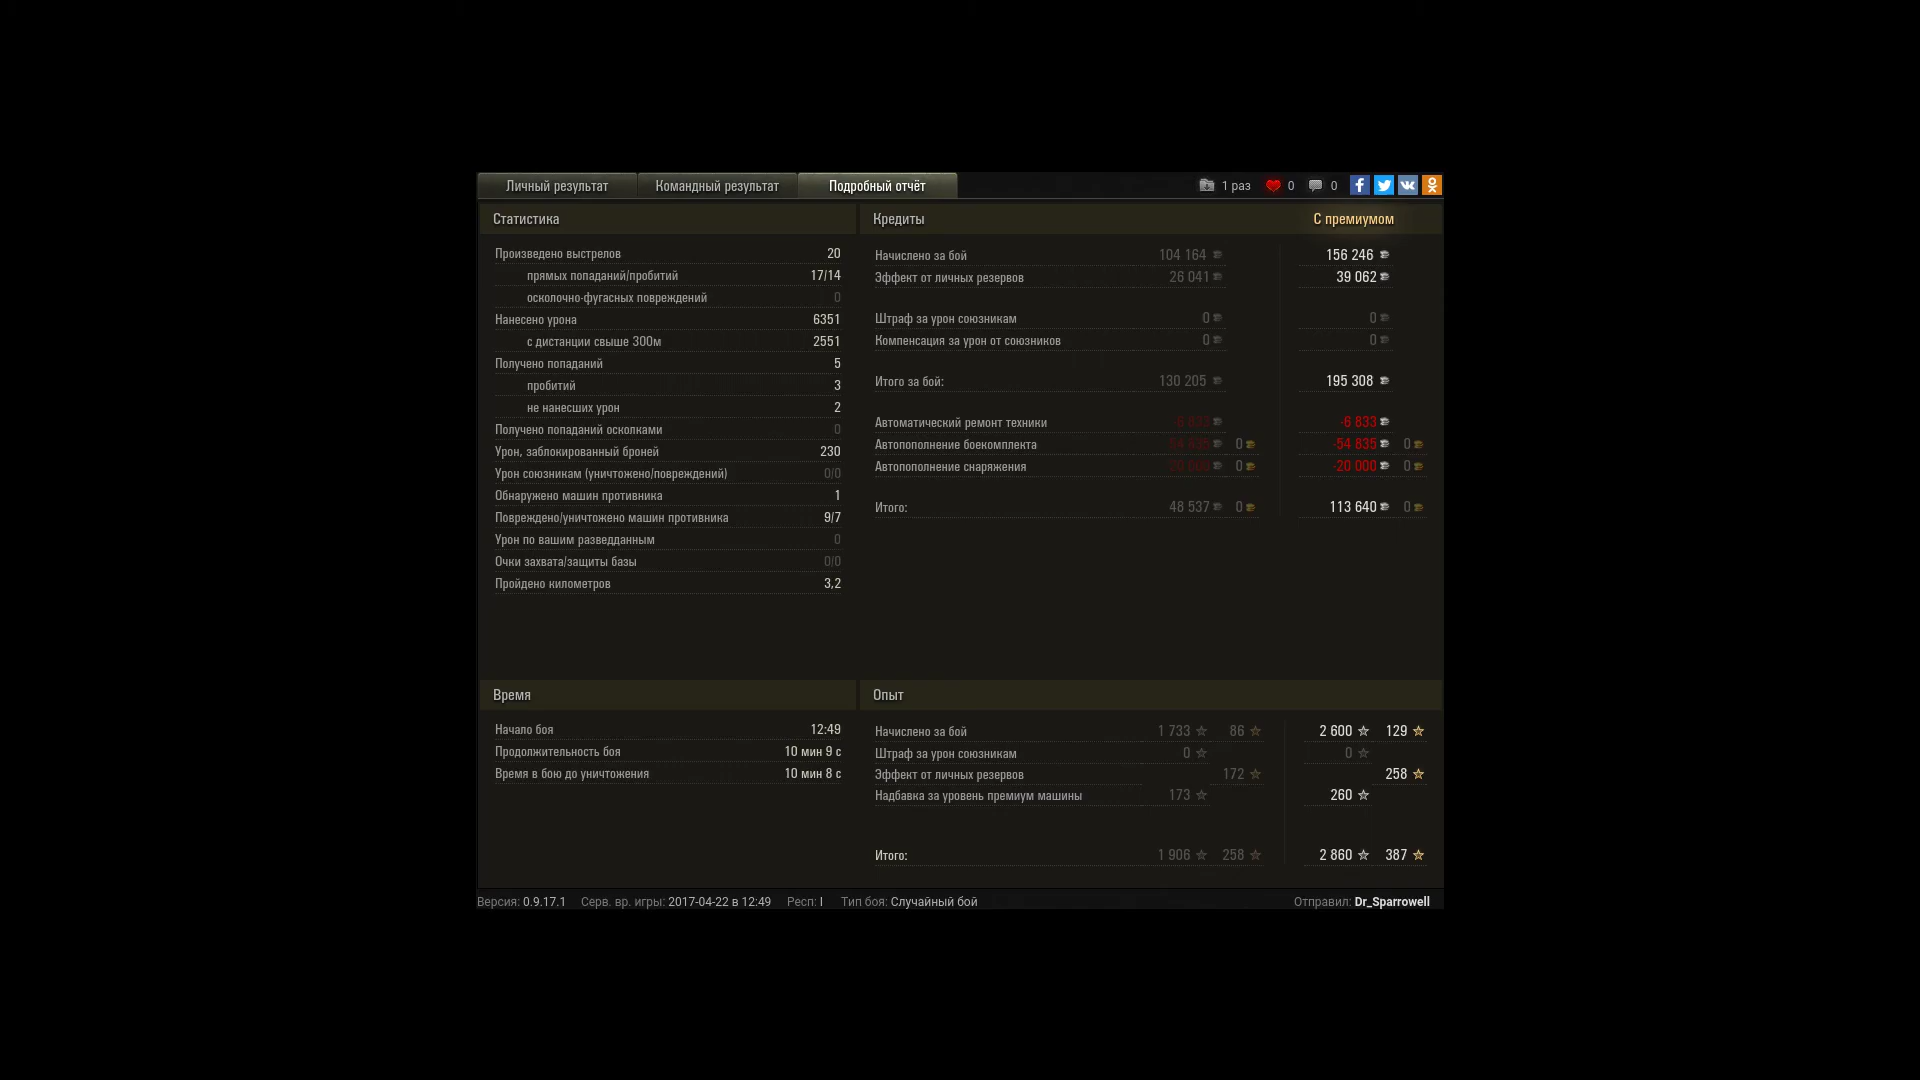 Личный результат Командный результат Подробный отчёт 1 раз 0 0
Статистика
Произведено выстрелов 20
прямых попаданий/пробитий 17/14
осколочно-фугасных повреждений 0
Нанесено урона 6351
с дистанции свыше 300м 2551
Получено попаданий 5
пробитий 3
не нанесших урон 2
Получено попаданий осколками 0
Урон, заблокированный броней 230
Урон союзникам (уничтожено/повреждений) 0/0
Обнаружено машин противника 1
Повреждено/уничтожено машин противника 9/7
Урон по вашим разведданным 0
Очки захвата/защиты базы 0/0
Пройдено километров 3,2
Кредиты С премиумом
Начислено за бой 104 164 156 246
Эффект от личных резервов 26 041 39 062
Штраф за урон союзникам 0 0
Компенсация за урон от союзников 0 0
Итого за бой: 130 205 195 308
Автоматический ремонт техники -6 833 -6 833
Автопополнение боекомплекта -54 835 0 -54 835 0
Автопополнение снаряжения -20 000 0 -20 000 0
Итого: 48 537 0 113 640 0
Время
Начало боя 12:49
Продолжительность боя 10 мин 9 с
Время в бою до уничтожения 10 мин 8 с
Опыт
Начислено за бой 1 733 86 2 600 129
Штраф за урон союзникам 0 0
Эффект от личных резервов 172 258
Надбавка за уровень премиум машины 173 260
Итого: 1 906 258 2 860 387
Версия: 0.9.17.1 Серв. вр. игры: 2017-04-22 в 12:49 Респ: I Тип боя: Случайный бой Отправил: Dr_Sparrowell